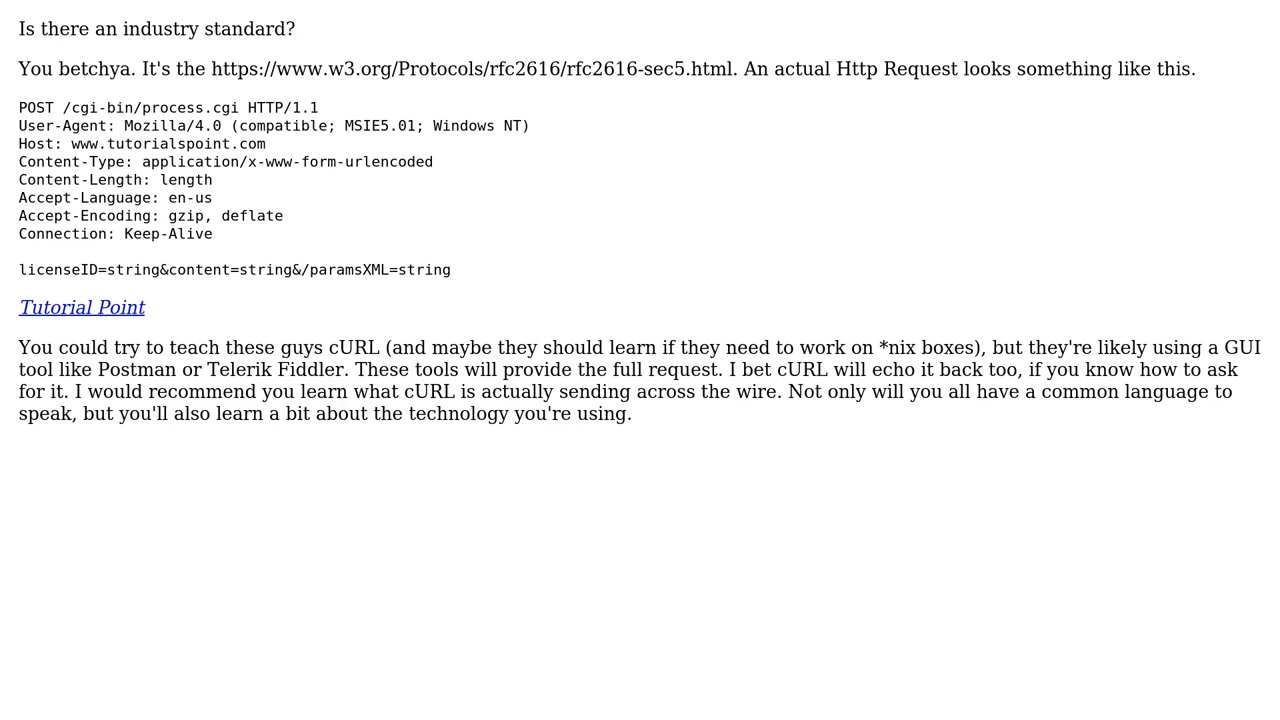 Is there an industry standard?
You betchya. It's the https://www.w3.org/Protocols/rfc2616/rfc2616-sec5.html. An actual Http Request looks something like this.
POST /cgi-bin/process.cgi HTTP/1.1
User-Agent: Mozilla/4.0 (compatible; MSIE5.01; Windows NT)
Host: www.tutorialspoint.com
Content-Type: application/x-www-form-urlencoded
Content-Length: length
Accept-Language: en-us
Accept-Encoding: gzip, deflate
Connection: Keep-Alive
licenseID=string&content=string&/paramsXML=string
Tutorial Point
You could try to teach these guys cURL (and maybe they should learn if they need to work on *nix boxes), but they're likely using a GUI
tool like Postman or Telerik Fiddler. These tools will provide the full request. I bet cURL will echo it back too, if you know how to ask
for it. I would recommend you learn what cURL is actually sending across the wire. Not only will you all have a common language to
speak, but you'll also learn a bit about the technology you're using.